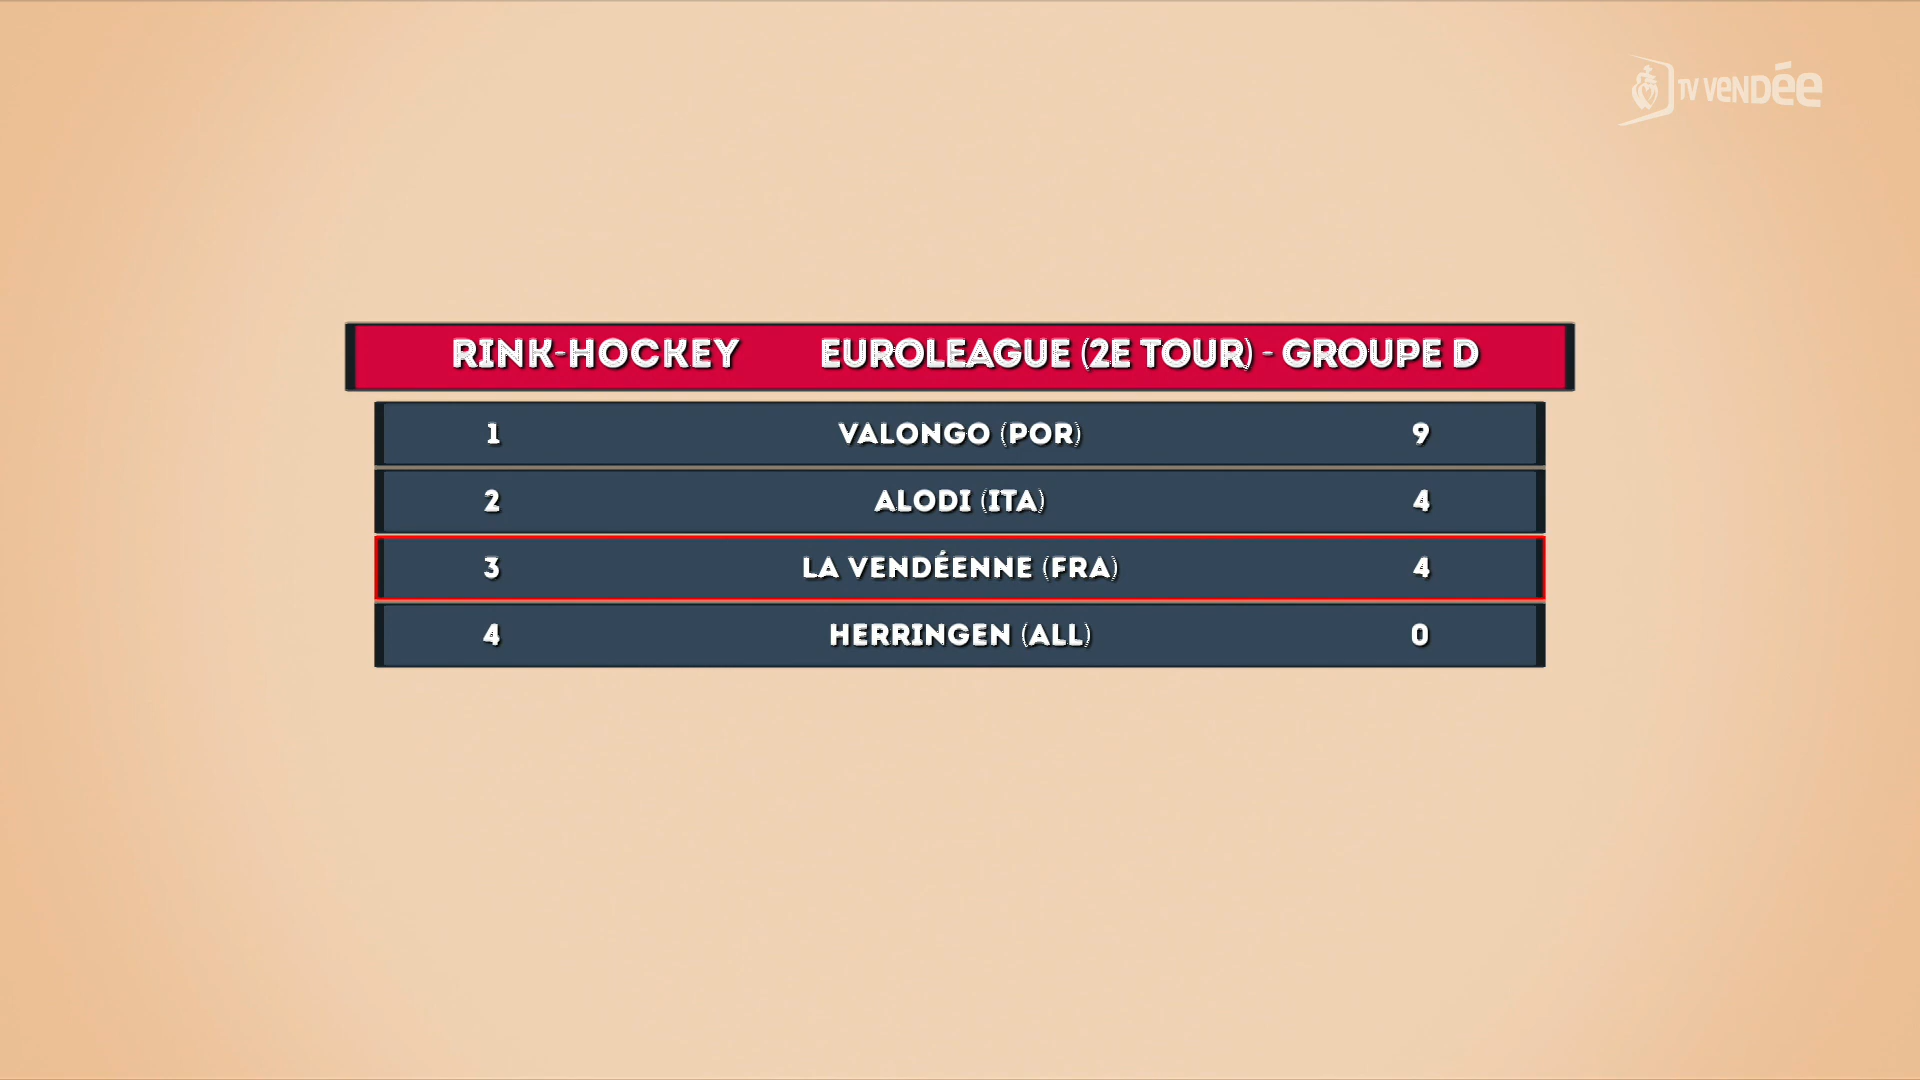 TV VENDÉE
RINK-HOCKEY EUROLEAGUE (2E TOUR) - GROUPE D
1 VALONGO (POR) 9
2 ALODI (ITA) 4
3 LA VENDÉENNE (FRA) 4
4 HERRINGEN (ALL) 0